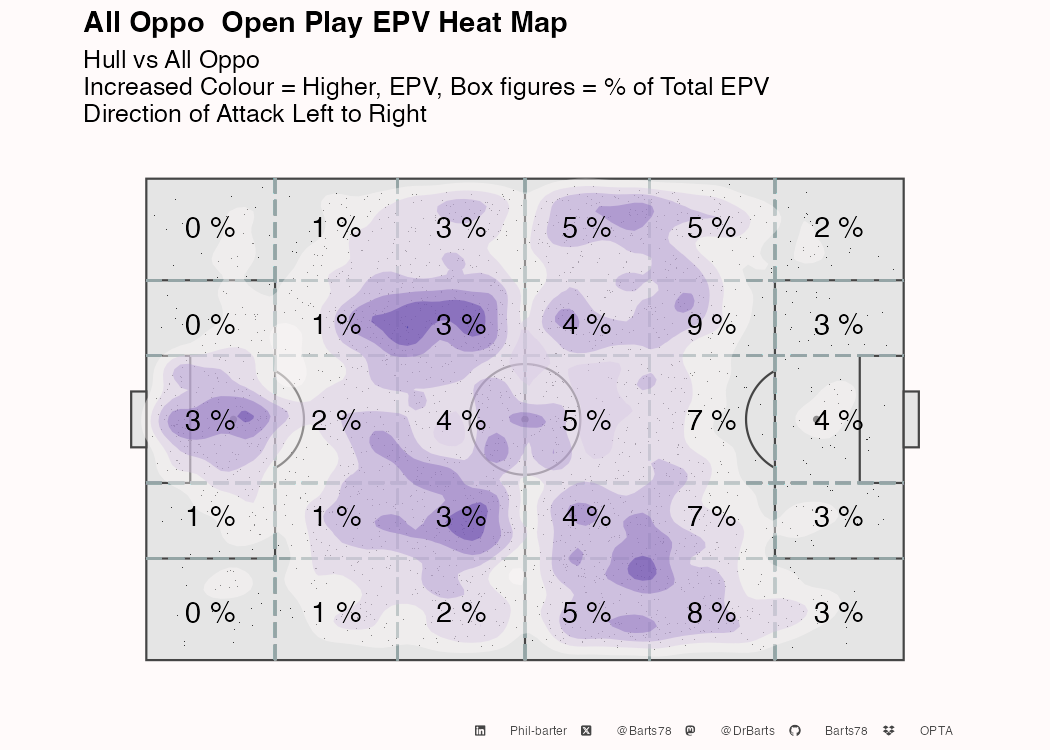 All Oppo  Open Play EPV Heat Map
Hull vs All Oppo
Increased Colour = Higher, EPV, Box figures = % of Total EPV
Direction of Attack Left to Right
0 % 1 % 3 % 5 % 5 % 2 %
0 % 1 % 3 % 4 % 9 % 3 %
3 % 2 % 4 % 5 % 7 % 4 %
1 % 1 % 3 % 4 % 7 % 3 %
0 % 1 % 2 % 5 % 8 % 3 %
Phil-barter @Barts78 @DrBarts Barts78 OPTA